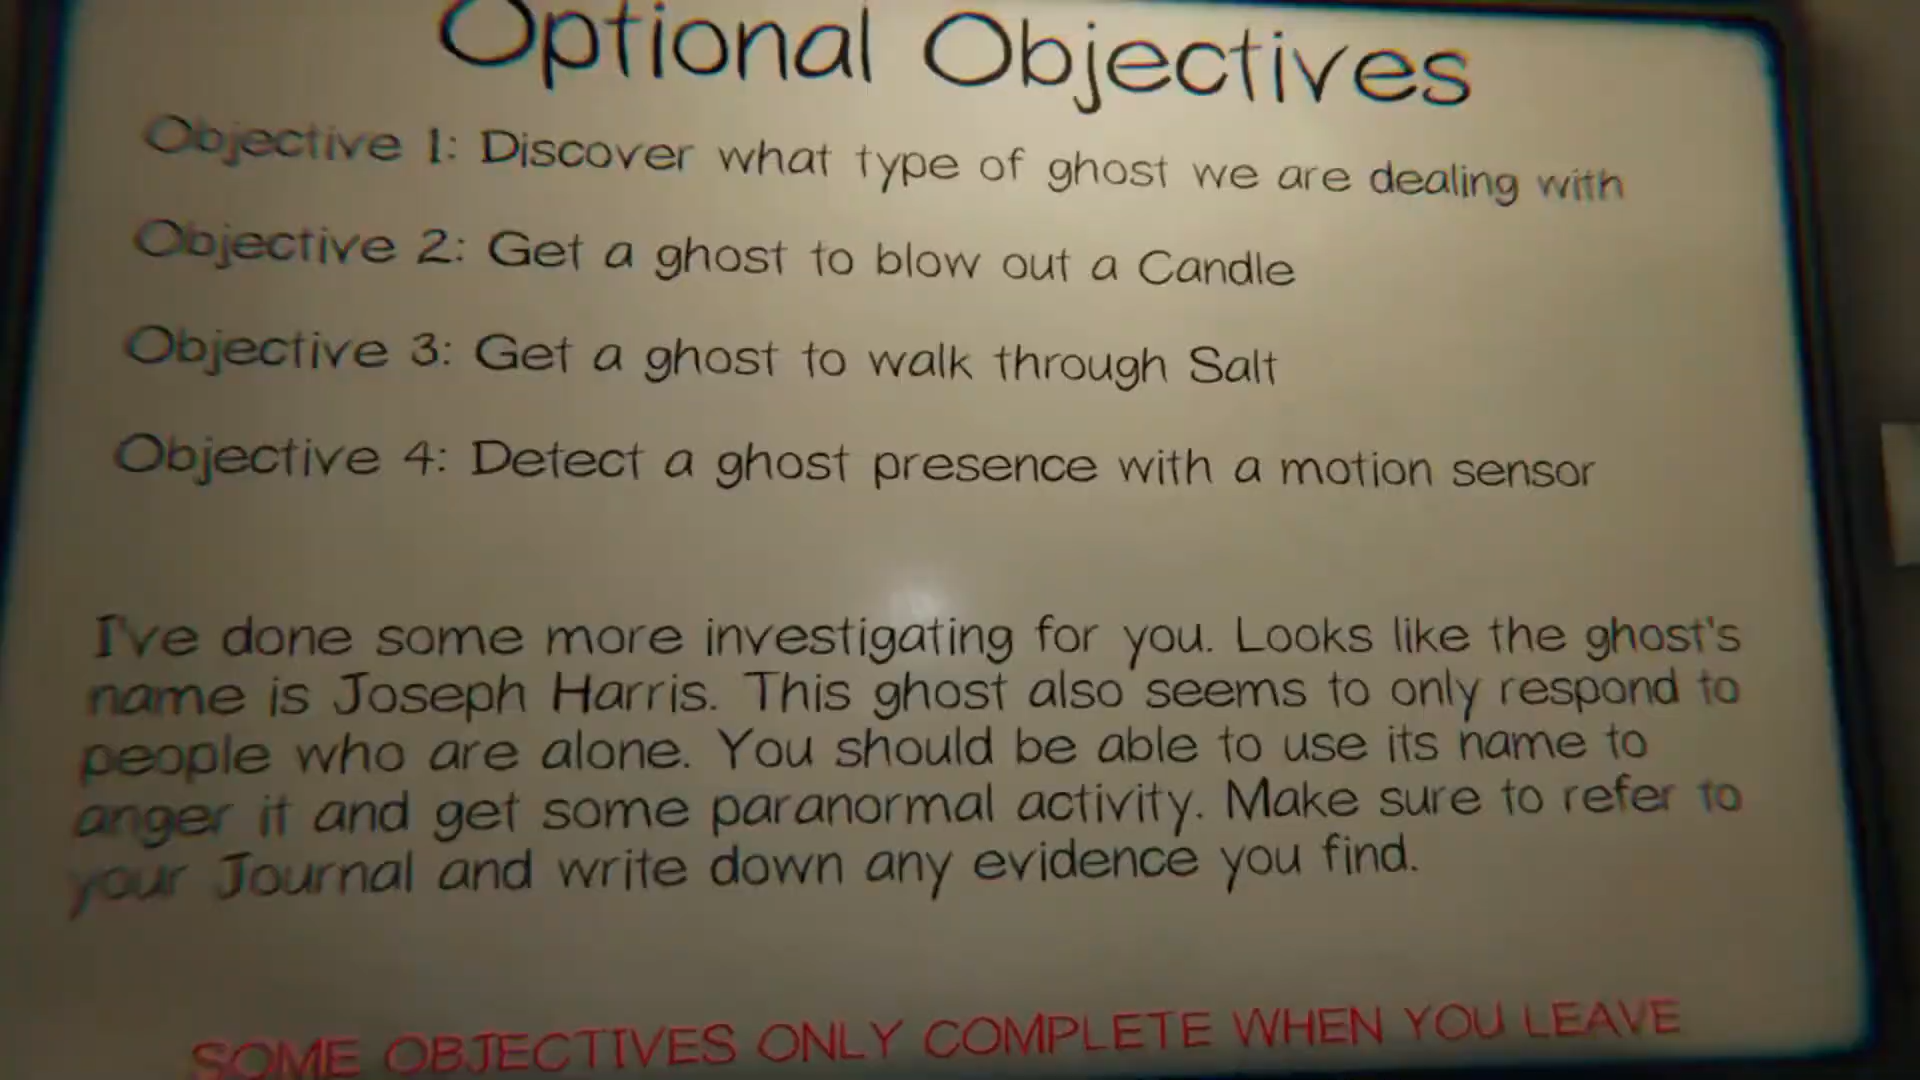 Optional Objectives
Objective 1: Discover what type of ghost we are dealing with
Objective 2: Get a ghost to blow out a Candle
Objective 3: Get a ghost to walk through Salt
Objective 4: Detect a ghost presence with a motion sensor
I've done some more investigating for you. Looks like the ghost's
name is Joseph Harris. This ghost also seems to only respond to
people who are alone. You should be able to use its name to
anger it and get some paranormal activity. Make sure to refer to
your Journal and write down any evidence you find.
SOME OBJECTIVES ONLY COMPLETE WHEN YOU LEAVE